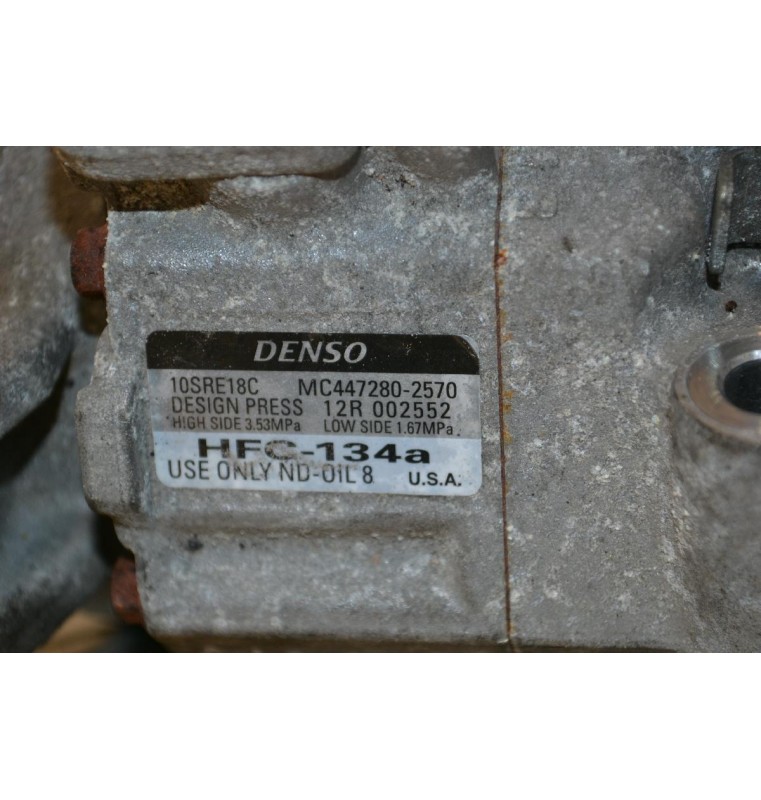 DENSO
10SRE18C MC447280-2570
DESIGN PRESS 12R 002552
HIGH SIDE 3.53MPa LOW SIDE 1.67MPa
HFC-134a
USE ONLY ND-OIL 8 U.S.A.